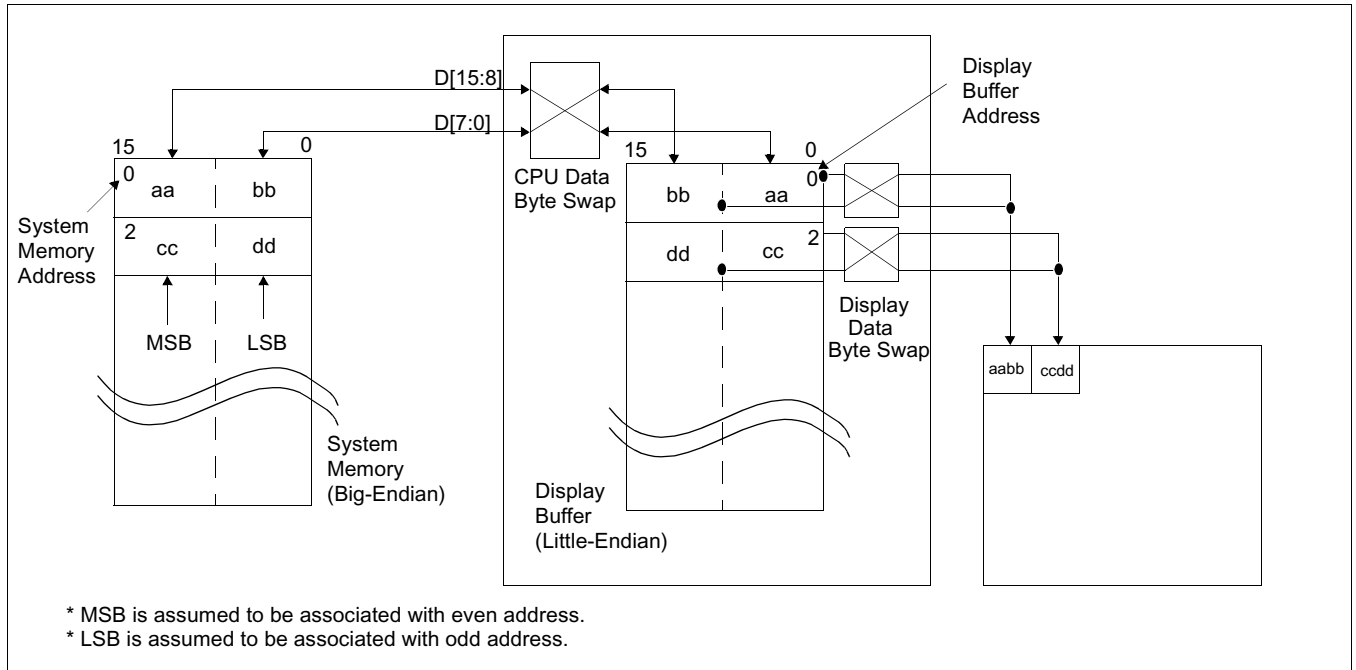 D[15:8]
D[7:0]
15
0
0
aa
bb
2
cc
dd
MSB
LSB
System
Memory
Address
System
Memory
(Big-Endian)
CPU Data
Byte Swap
15
0
bb
aa
0
dd
cc
2
Display
Buffer
Address
Display
Data
Byte Swap
Display
Buffer
(Little-Endian)
aabb
ccdd
* MSB is assumed to be associated with even address.
* LSB is assumed to be associated with odd address.